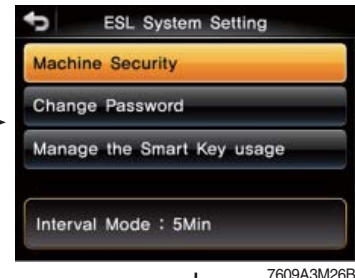 ESL System Setting
Machine Security
Change Password
Manage the Smart Key usage
Interval Mode : 5Min
7609A3M26B